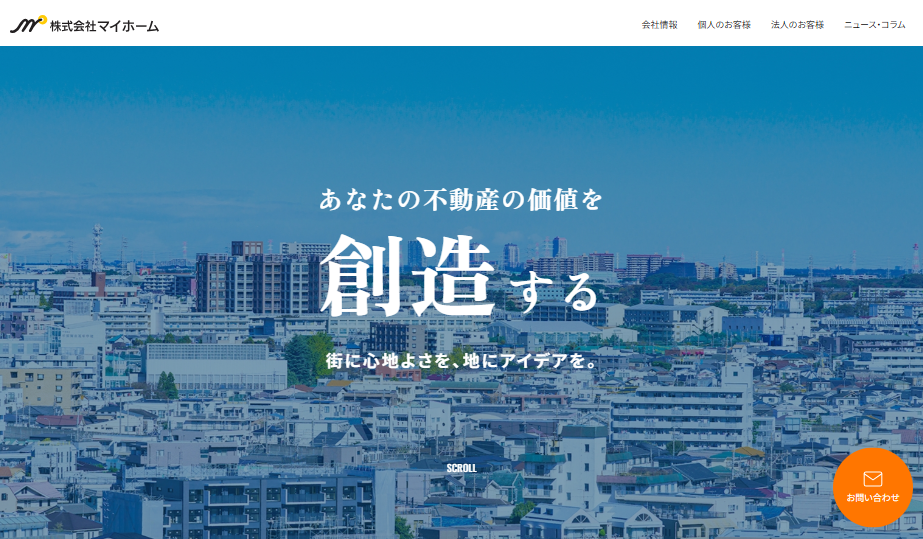 株式会社マイホーム
会社情報 個人のお客様 法人のお客様 ニュース・コラム
あなたの不動産の価値を
創造する
街に心地よさを、地にアイデアを。
SCROLL
お問い合わせ